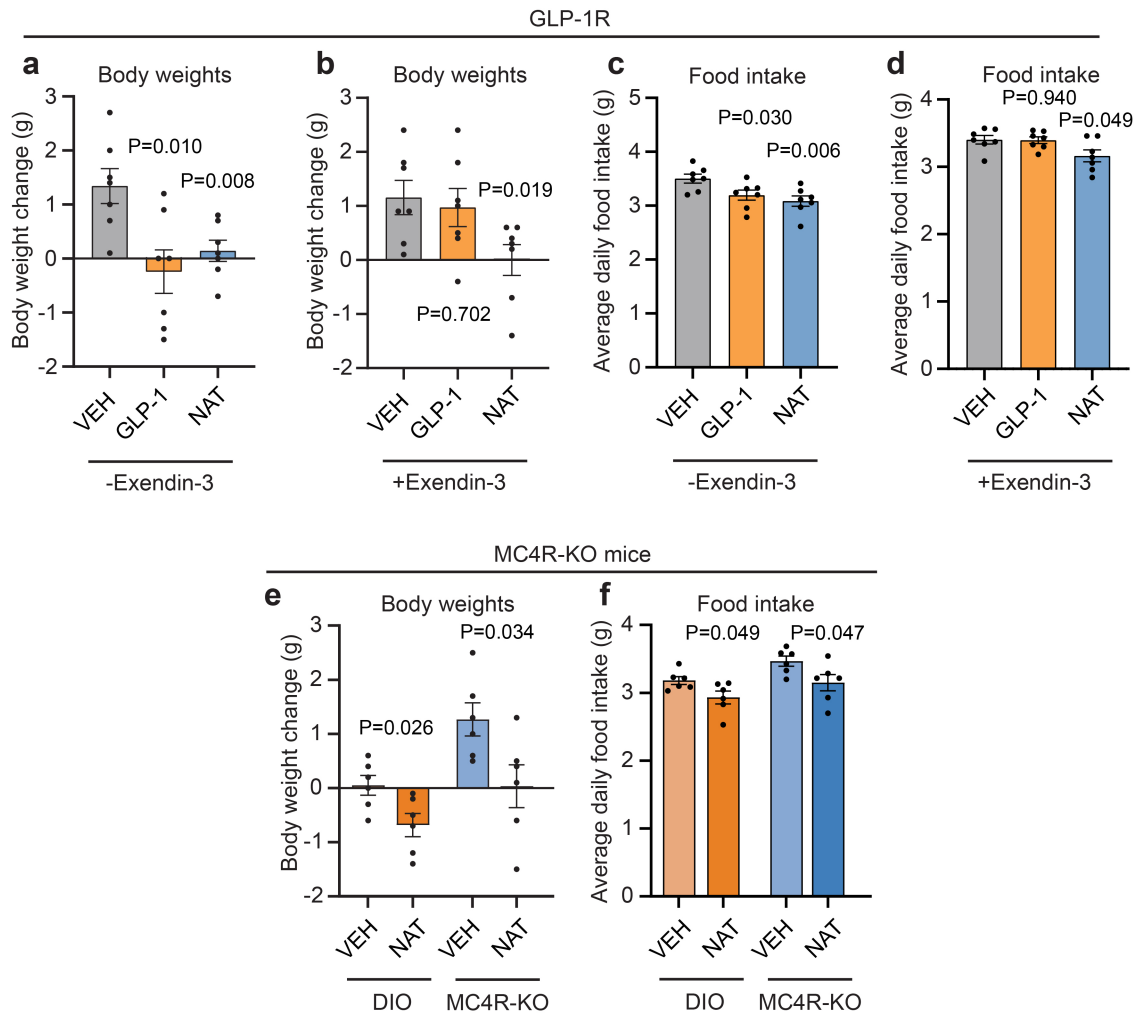 GLP-1R
a
Body weights
Body weight change (g)
3
2
1
0
-1
-2
P=0.010
P=0.008
VEH
GLP-1
NAT
-Exendin-3
b
Body weights
Body weight change (g)
3
2
1
0
-1
-2
P=0.019
P=0.702
VEH
GLP-1
NAT
+Exendin-3
c
Food intake
Average daily food intake (g)
5
4
3
2
1
0
P=0.030
P=0.006
VEH
GLP-1
NAT
-Exendin-3
d
Food intake
Average daily food intake (g)
4
3
2
1
0
P=0.940
P=0.049
VEH
GLP-1
NAT
+Exendin-3
MC4R-KO mice
e
Body weights
Body weight change (g)
3
2
1
0
-1
-2
P=0.034
P=0.026
VEH
NAT
VEH
NAT
DIO
MC4R-KO
f
Food intake
Average daily food intake (g)
4
3
2
1
0
P=0.049
P=0.047
VEH
NAT
VEH
NAT
DIO
MC4R-KO